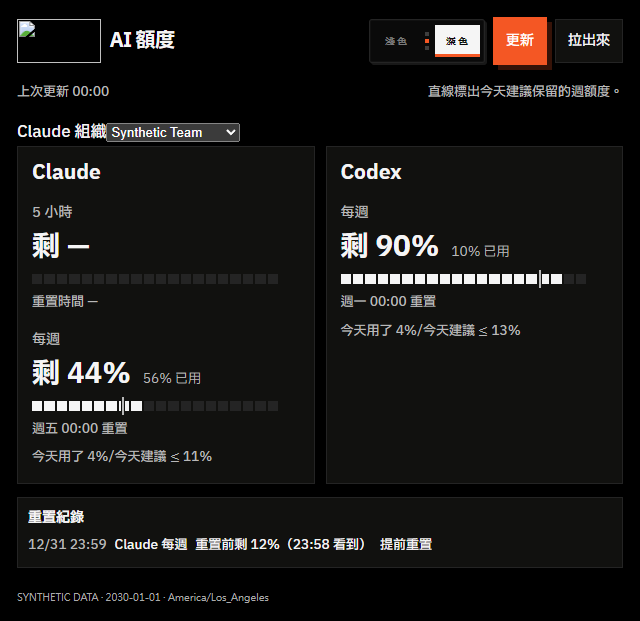 AI 額度
淺色
深色
更新
拉出來
上次更新 00:00
直線標出今天建議保留的週額度。
Claude 組織 Synthetic Team
Claude
5 小時
剩 —
重置時間 —
每週
剩 44% 56% 已用
週五 00:00 重置
今天用了 4%/今天建議 ≤ 11%
Codex
每週
剩 90% 10% 已用
週一 00:00 重置
今天用了 4%/今天建議 ≤ 13%
重置紀錄
12/31 23:59 Claude 每週 重置前剩 12%（23:58 看到） 提前重置
SYNTHETIC DATA · 2030-01-01 · America/Los_Angeles